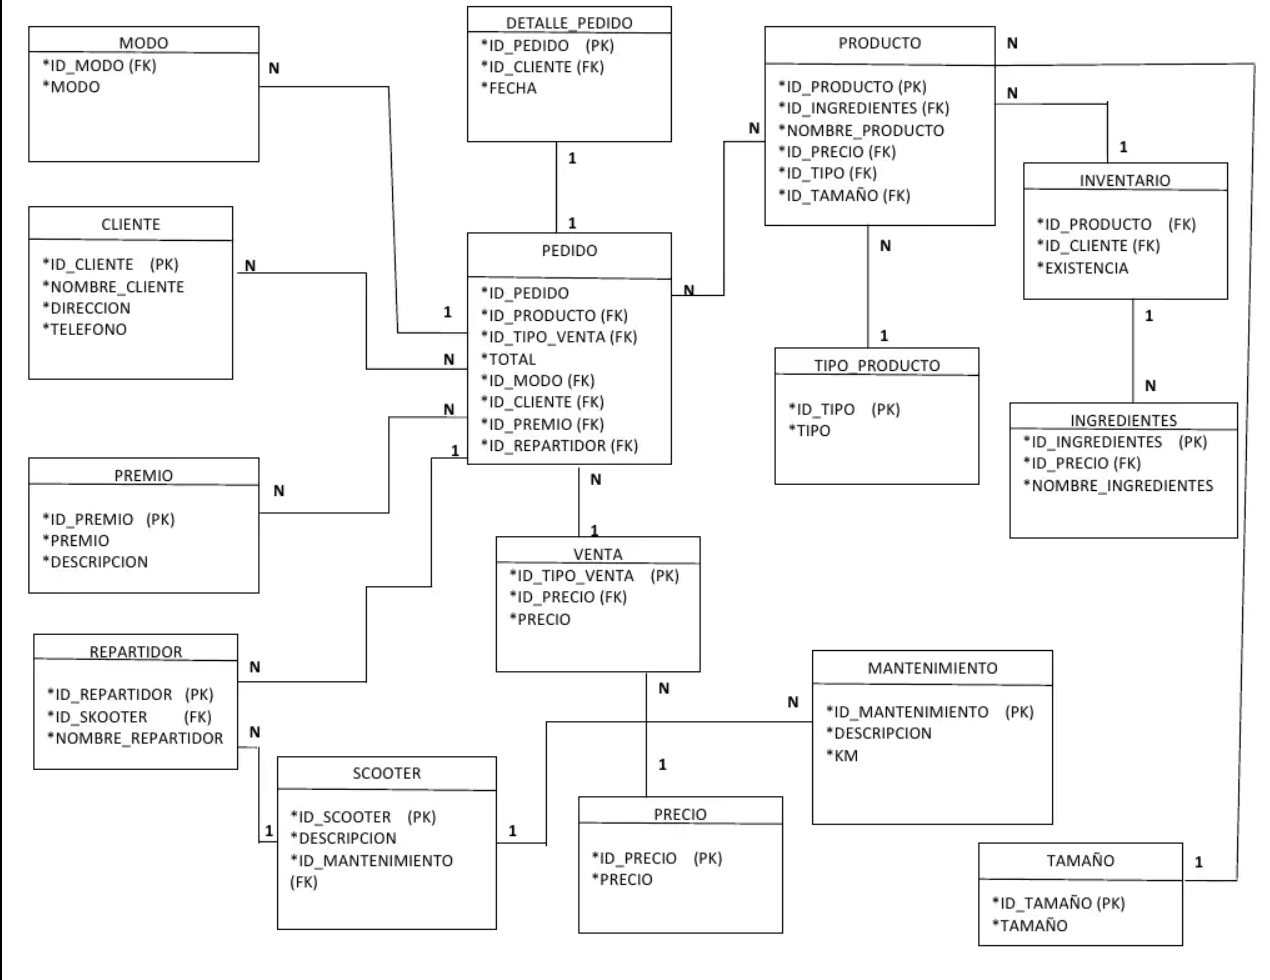 MODO
*ID_MODO (FK)
*MODO
N
DETALLE_PEDIDO
*ID_PEDIDO (PK)
*ID_CLIENTE (FK)
*FECHA
1
1
PRODUCTO
*ID_PRODUCTO (PK)
*ID_INGREDIENTES (FK)
*NOMBRE_PRODUCTO
*ID_PRECIO (FK)
*ID_TIPO (FK)
*ID_TAMAÑO (FK)
N
N
N
N
1
INVENTARIO
*ID_PRODUCTO (FK)
*ID_CLIENTE (FK)
*EXISTENCIA
1
N
CLIENTE
*ID_CLIENTE (PK)
*NOMBRE_CLIENTE
*DIRECCION
*TELEFONO
N
PEDIDO
*ID_PEDIDO
*ID_PRODUCTO (FK)
*ID_TIPO_VENTA (FK)
*TOTAL
*ID_MODO (FK)
*ID_CLIENTE (FK)
*ID_PREMIO (FK)
*ID_REPARTIDOR (FK)
N
1
N
N
1
N
1
1
TIPO_PRODUCTO
*ID_TIPO (PK)
*TIPO
INGREDIENTES
*ID_INGREDIENTES (PK)
*ID_PRECIO (FK)
*NOMBRE_INGREDIENTES
PREMIO
*ID_PREMIO (PK)
*PREMIO
*DESCRIPCION
N
VENTA
*ID_TIPO_VENTA (PK)
*ID_PRECIO (FK)
*PRECIO
N
1
REPARTIDOR
*ID_REPARTIDOR (PK)
*ID_SKOOTER (FK)
*NOMBRE_REPARTIDOR
N
N
1
SCOOTER
*ID_SCOOTER (PK)
*DESCRIPCION
*ID_MANTENIMIENTO
(FK)
1
N
MANTENIMIENTO
*ID_MANTENIMIENTO (PK)
*DESCRIPCION
*KM
PRECIO
*ID_PRECIO (PK)
*PRECIO
TAMAÑO
*ID_TAMAÑO (PK)
*TAMAÑO
1